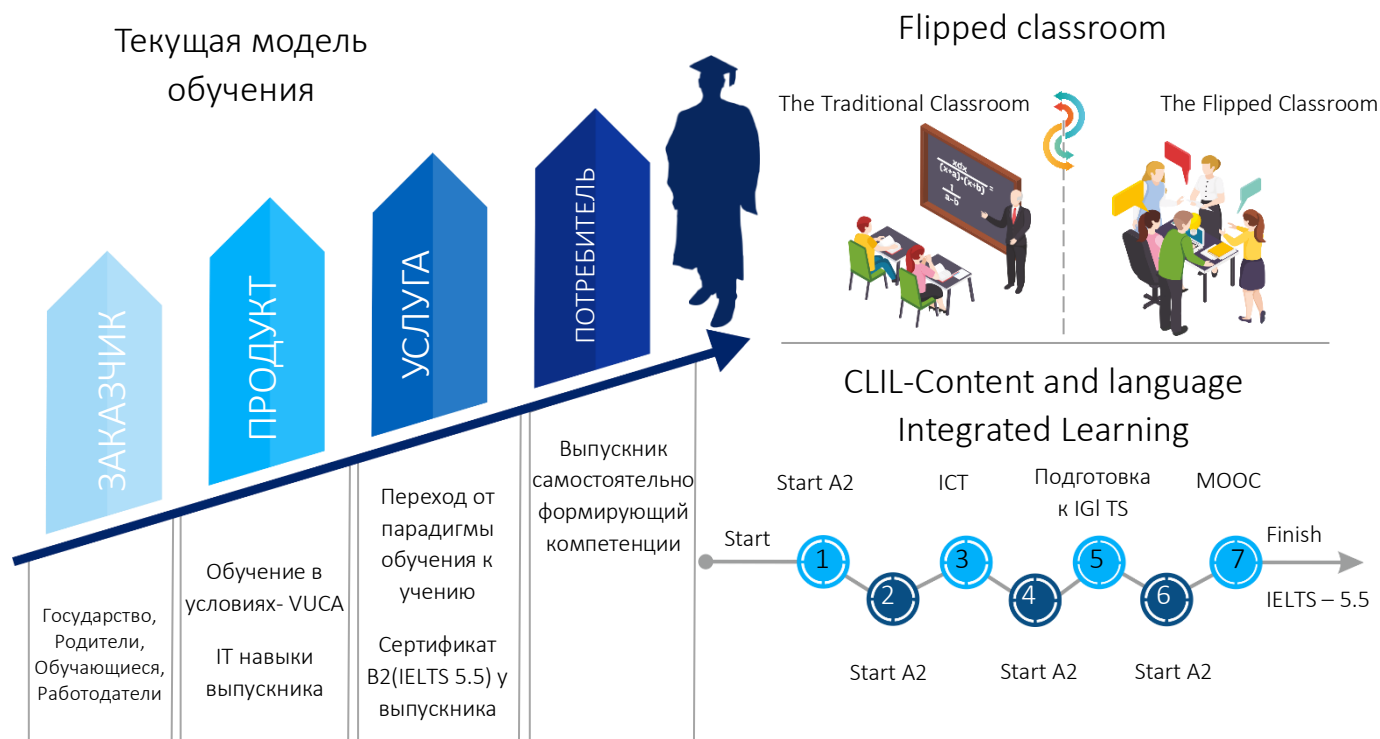 Текущая модель
обучения
ЗАКАЗЧИК
ПРОДУКТ
УСЛУГА
ПОТРЕБИТЕЛЬ
Государство,
Родители,
Обучающиеся,
Работодатели
Обучение в
условиях- VUCA
IT навыки
выпускника
Переход от
парадигмы
обучения к
учению
Сертификат
B2(IELTS 5.5) у
выпускника
Выпускник
самостоятельно
формирующий
компетенции
Flipped classroom
The Traditional Classroom
The Flipped Classroom
xdx
(x+a)•(x+b) =
1
a-b
CLIL-Content and language
Integrated Learning
Start A2
ICT
Подготовка
к IGl TS
MOOC
Start
1
2
3
4
5
6
7
Finish
IELTS – 5.5
Start A2
Start A2
Start A2